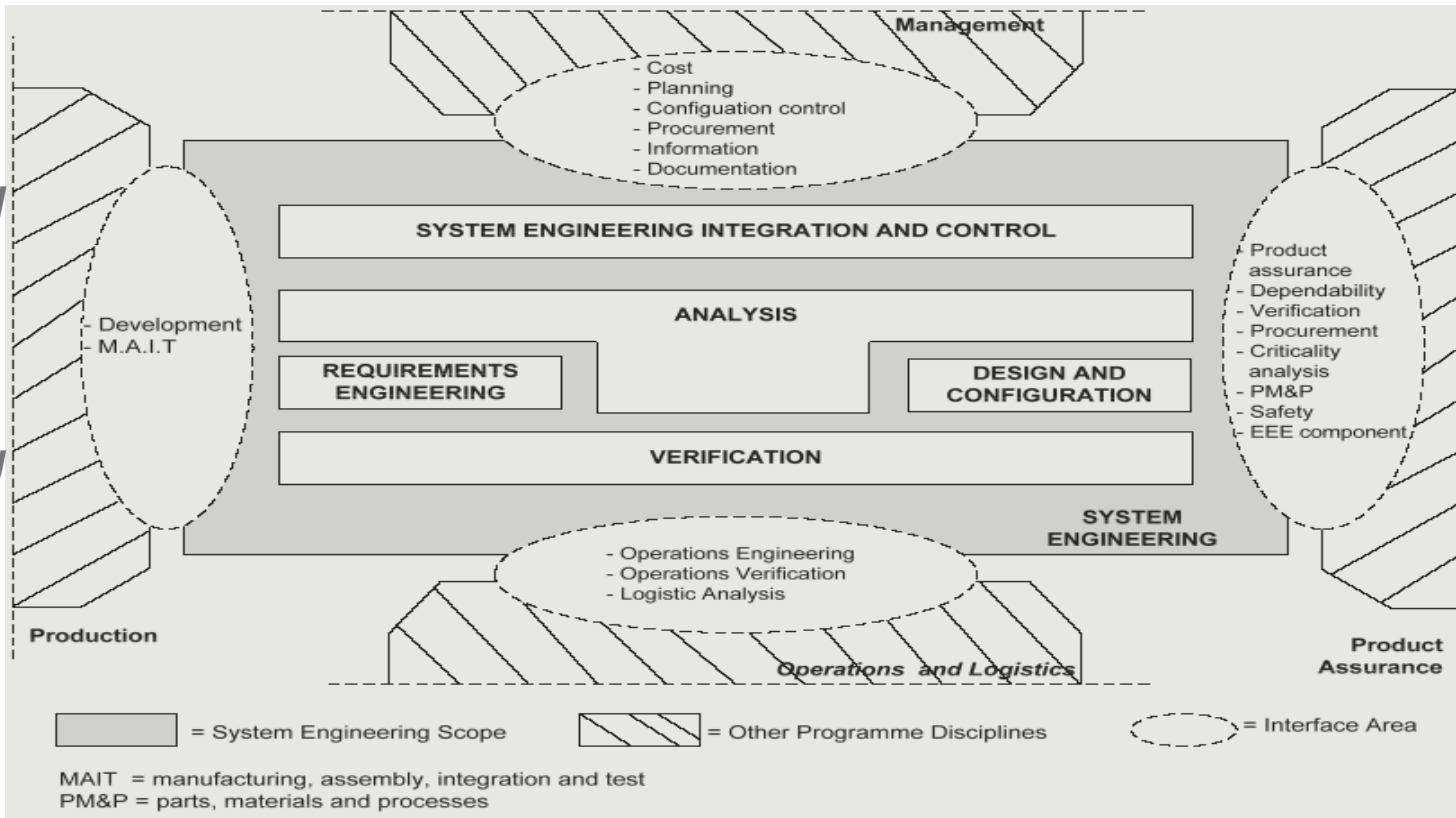 Management
- Cost
- Planning
- Configuation control
- Procurement
- Information
- Documentation
SYSTEM ENGINEERING INTEGRATION AND CONTROL
- Product
assurance
- Dependability
- Verification
- Procurement
- Criticality
analysis
- PM&P
- Safety
- EEE component
ANALYSIS
- Development
- M.A.I.T
REQUIREMENTS
ENGINEERING
DESIGN AND
CONFIGURATION
VERIFICATION
SYSTEM
ENGINEERING
- Operations Engineering
- Operations Verification
- Logistic Analysis
Production
Operations and Logistics
Product
Assurance
= System Engineering Scope
= Other Programme Disciplines
= Interface Area
MAIT = manufacturing, assembly, integration and test
PM&P = parts, materials and processes